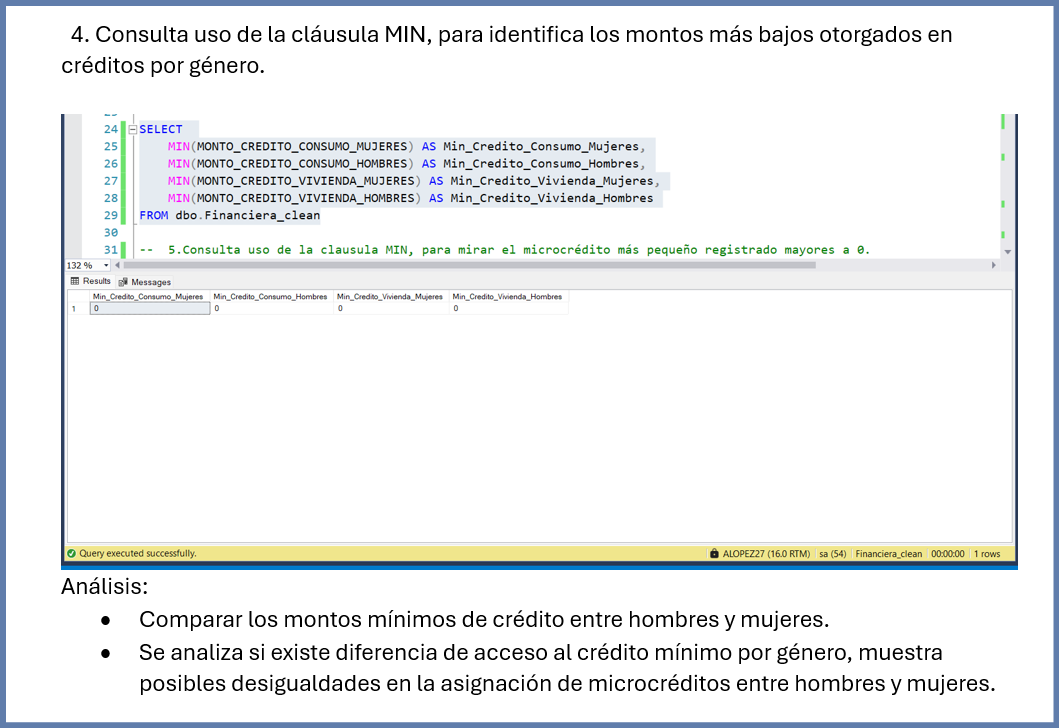 4. Consulta uso de la cláusula MIN, para identifica los montos más bajos otorgados en
créditos por género.
24 SELECT
25 MIN(MONTO_CREDITO_CONSUMO_MUJERES) AS Min_Credito_Consumo_Mujeres,
26 MIN(MONTO_CREDITO_CONSUMO_HOMBRES) AS Min_Credito_Consumo_Hombres,
27 MIN(MONTO_CREDITO_VIVIENDA_MUJERES) AS Min_Credito_Vivienda_Mujeres,
28 MIN(MONTO_CREDITO_VIVIENDA_HOMBRES) AS Min_Credito_Vivienda_Hombres
29 FROM dbo.Financiera_clean
30
31 -- 5.Consulta uso de la clausula MIN, para mirar el microcrédito más pequeño registrado mayores a 0.
132 %
Results Messages
Min_Credito_Consumo_Mujeres Min_Credito_Consumo_Hombres Min_Credito_Vivienda_Mujeres Min_Credito_Vivienda_Hombres
1 0 0 0 0
Query executed successfully. ALOPEZ27 (16.0 RTM) sa (54) Financiera_clean 00:00:00 1 rows
Análisis:
● Comparar los montos mínimos de crédito entre hombres y mujeres.
● Se analiza si existe diferencia de acceso al crédito mínimo por género, muestra
posibles desigualdades en la asignación de microcréditos entre hombres y mujeres.